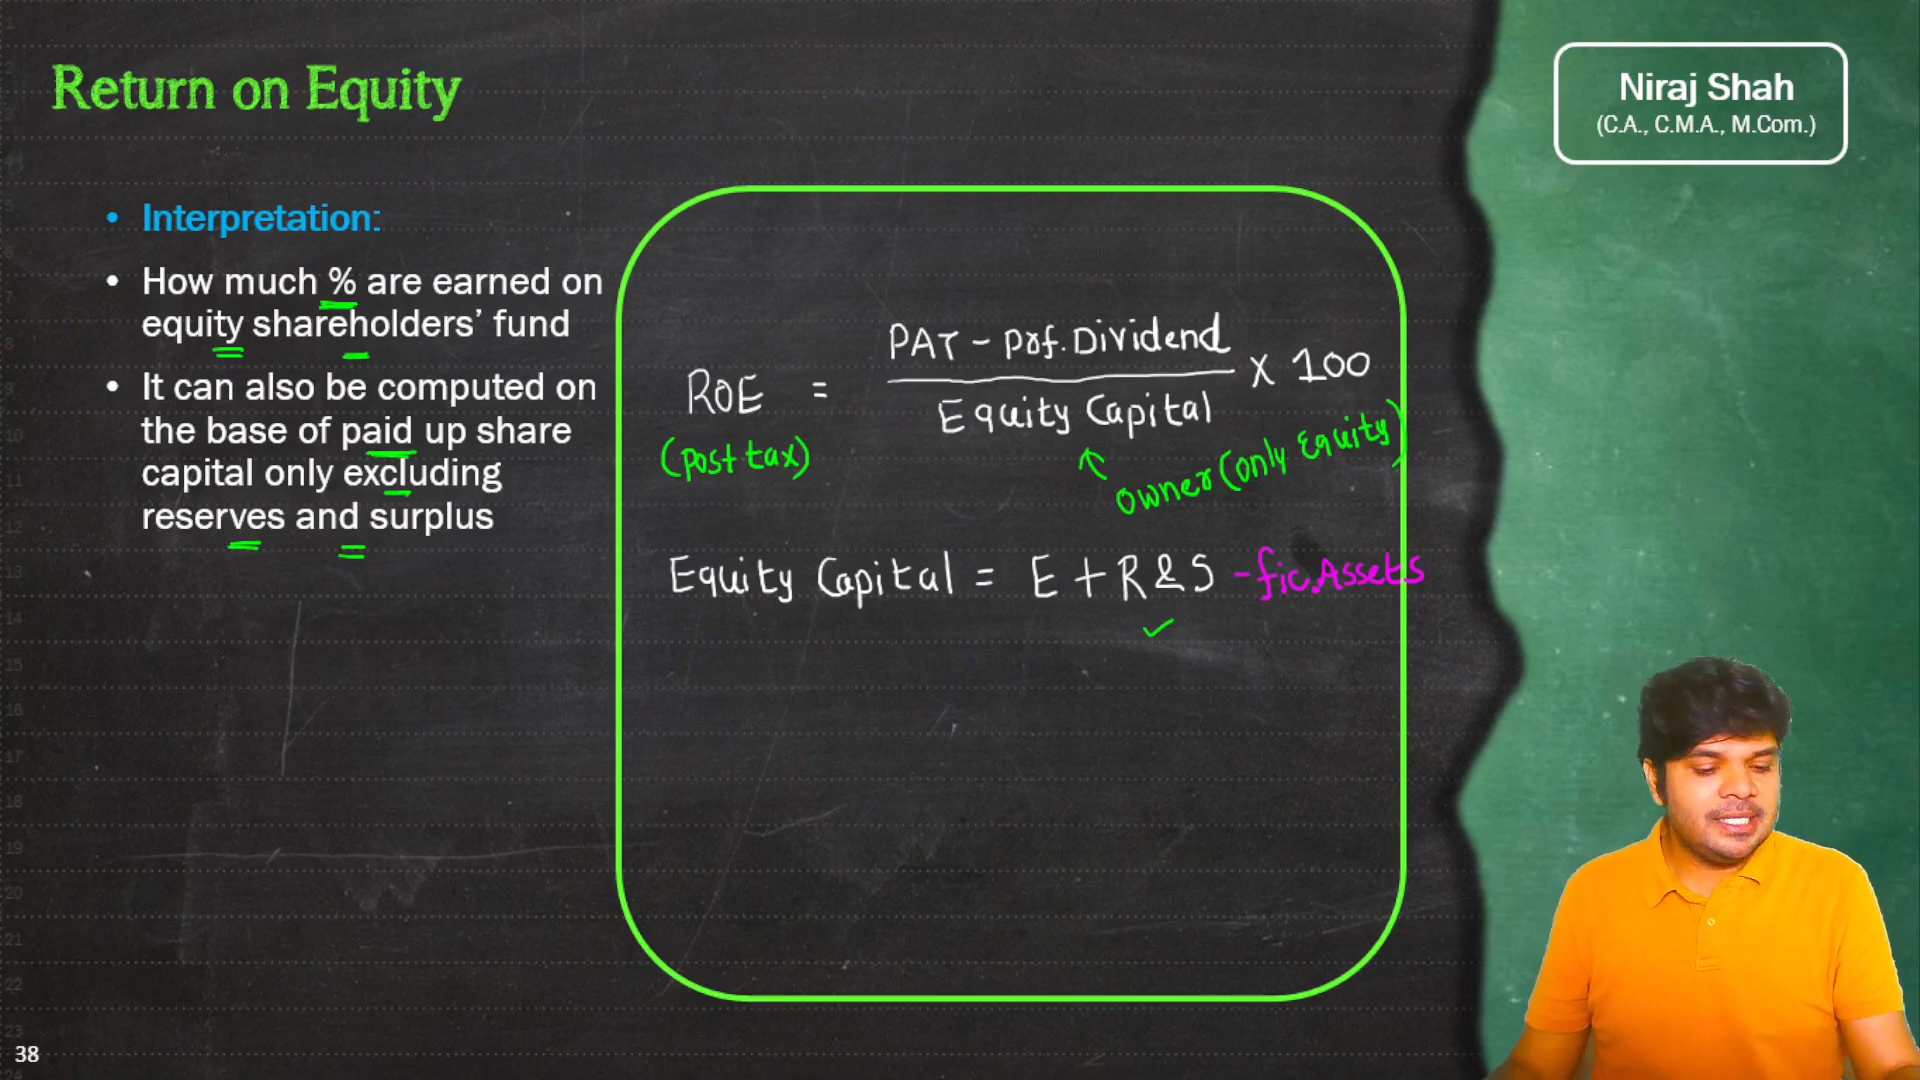 Return on Equity
Niraj Shah
(C.A., C.M.A., M.Com.)
• Interpretation:
• How much % are earned on
equity shareholders’ fund
• It can also be computed on
the base of paid up share
capital only excluding
reserves and surplus
PAT - Prf. Dividend
ROE = X 100
Equity Capital
(post tax)
owner (only Equity)
Equity Capital = E + R & S - fic. Assets
38